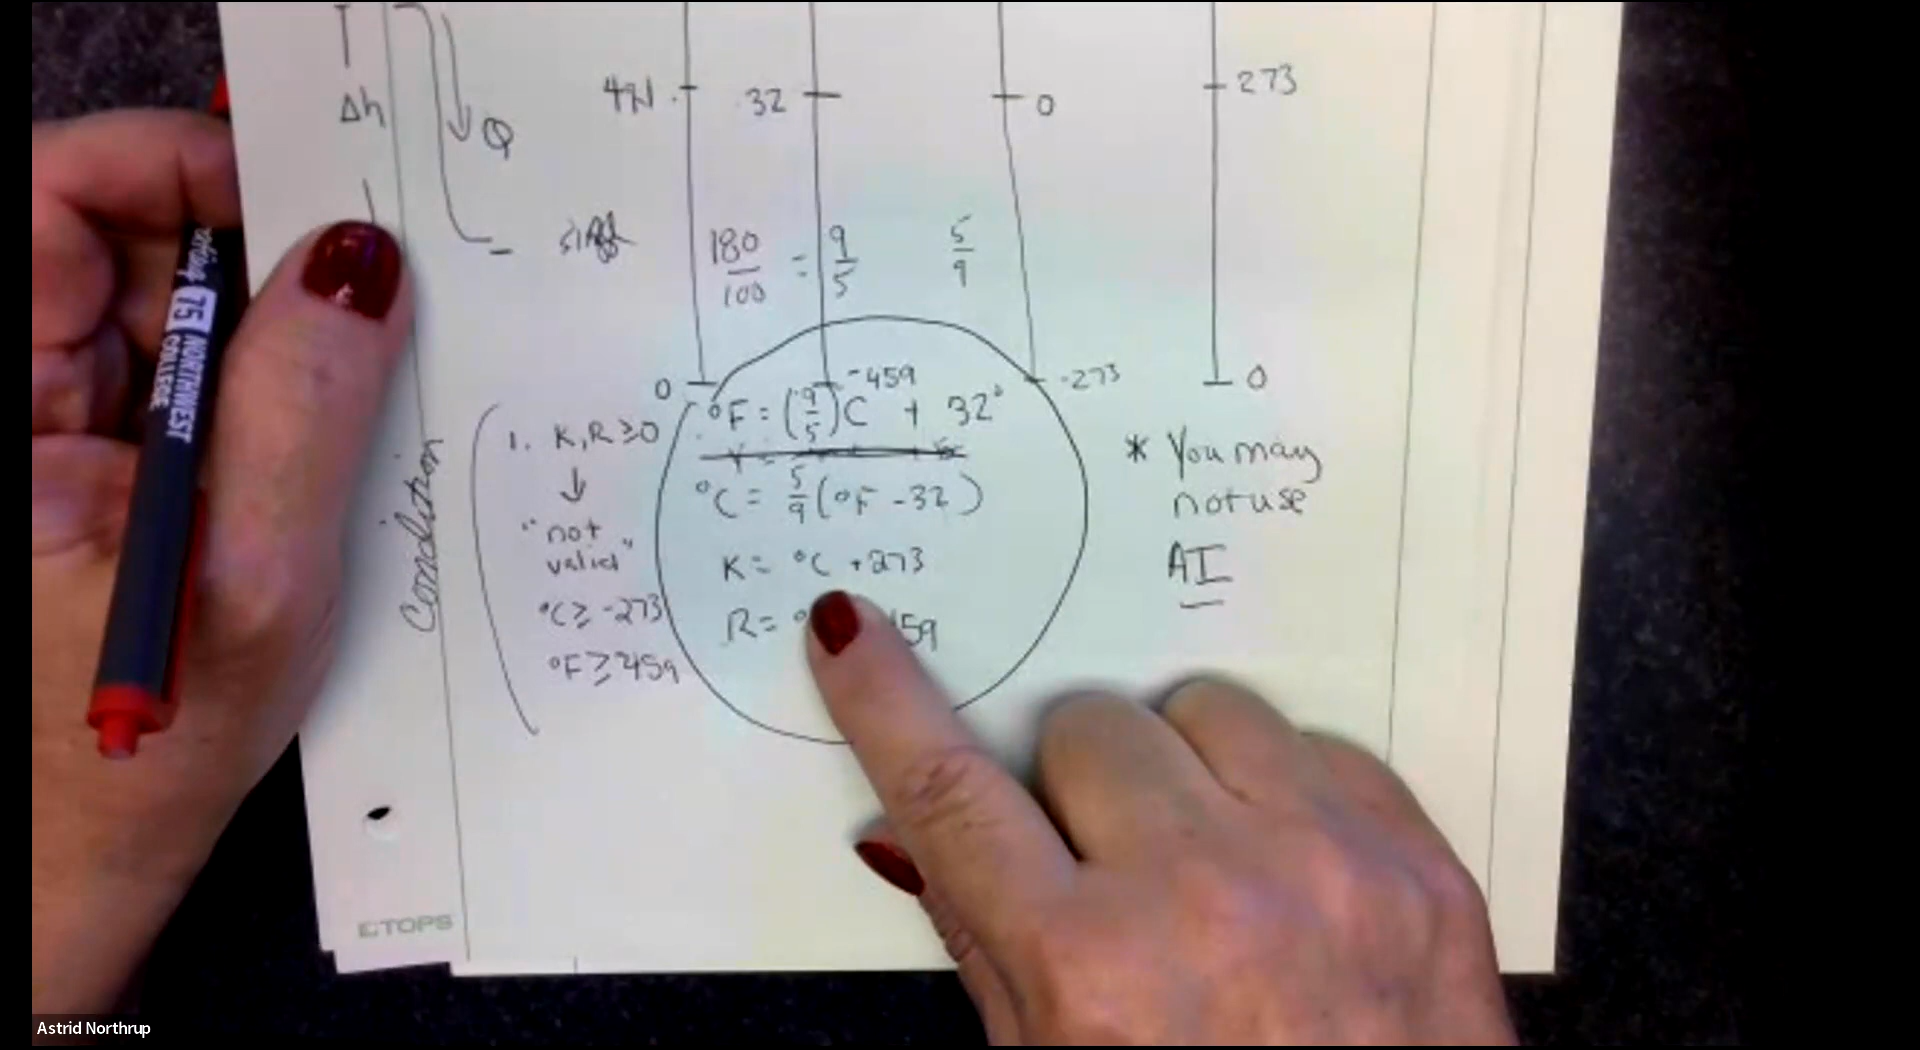 Δh
Q
491
32
0
273
180/100 = 9/5
5/9
0
-459
-273
0
°F = (9/5)C + 32°
°C = 5/9(°F - 32)
K = °C + 273
R = °
59
Condition
1. K, R ≥ 0
↓
"not
valid"
°C ≥ -273
°F ≥ 459
* You may
not use
AI
75 NORTHWEST
COLLEGE
TOPS
Astrid Northrup